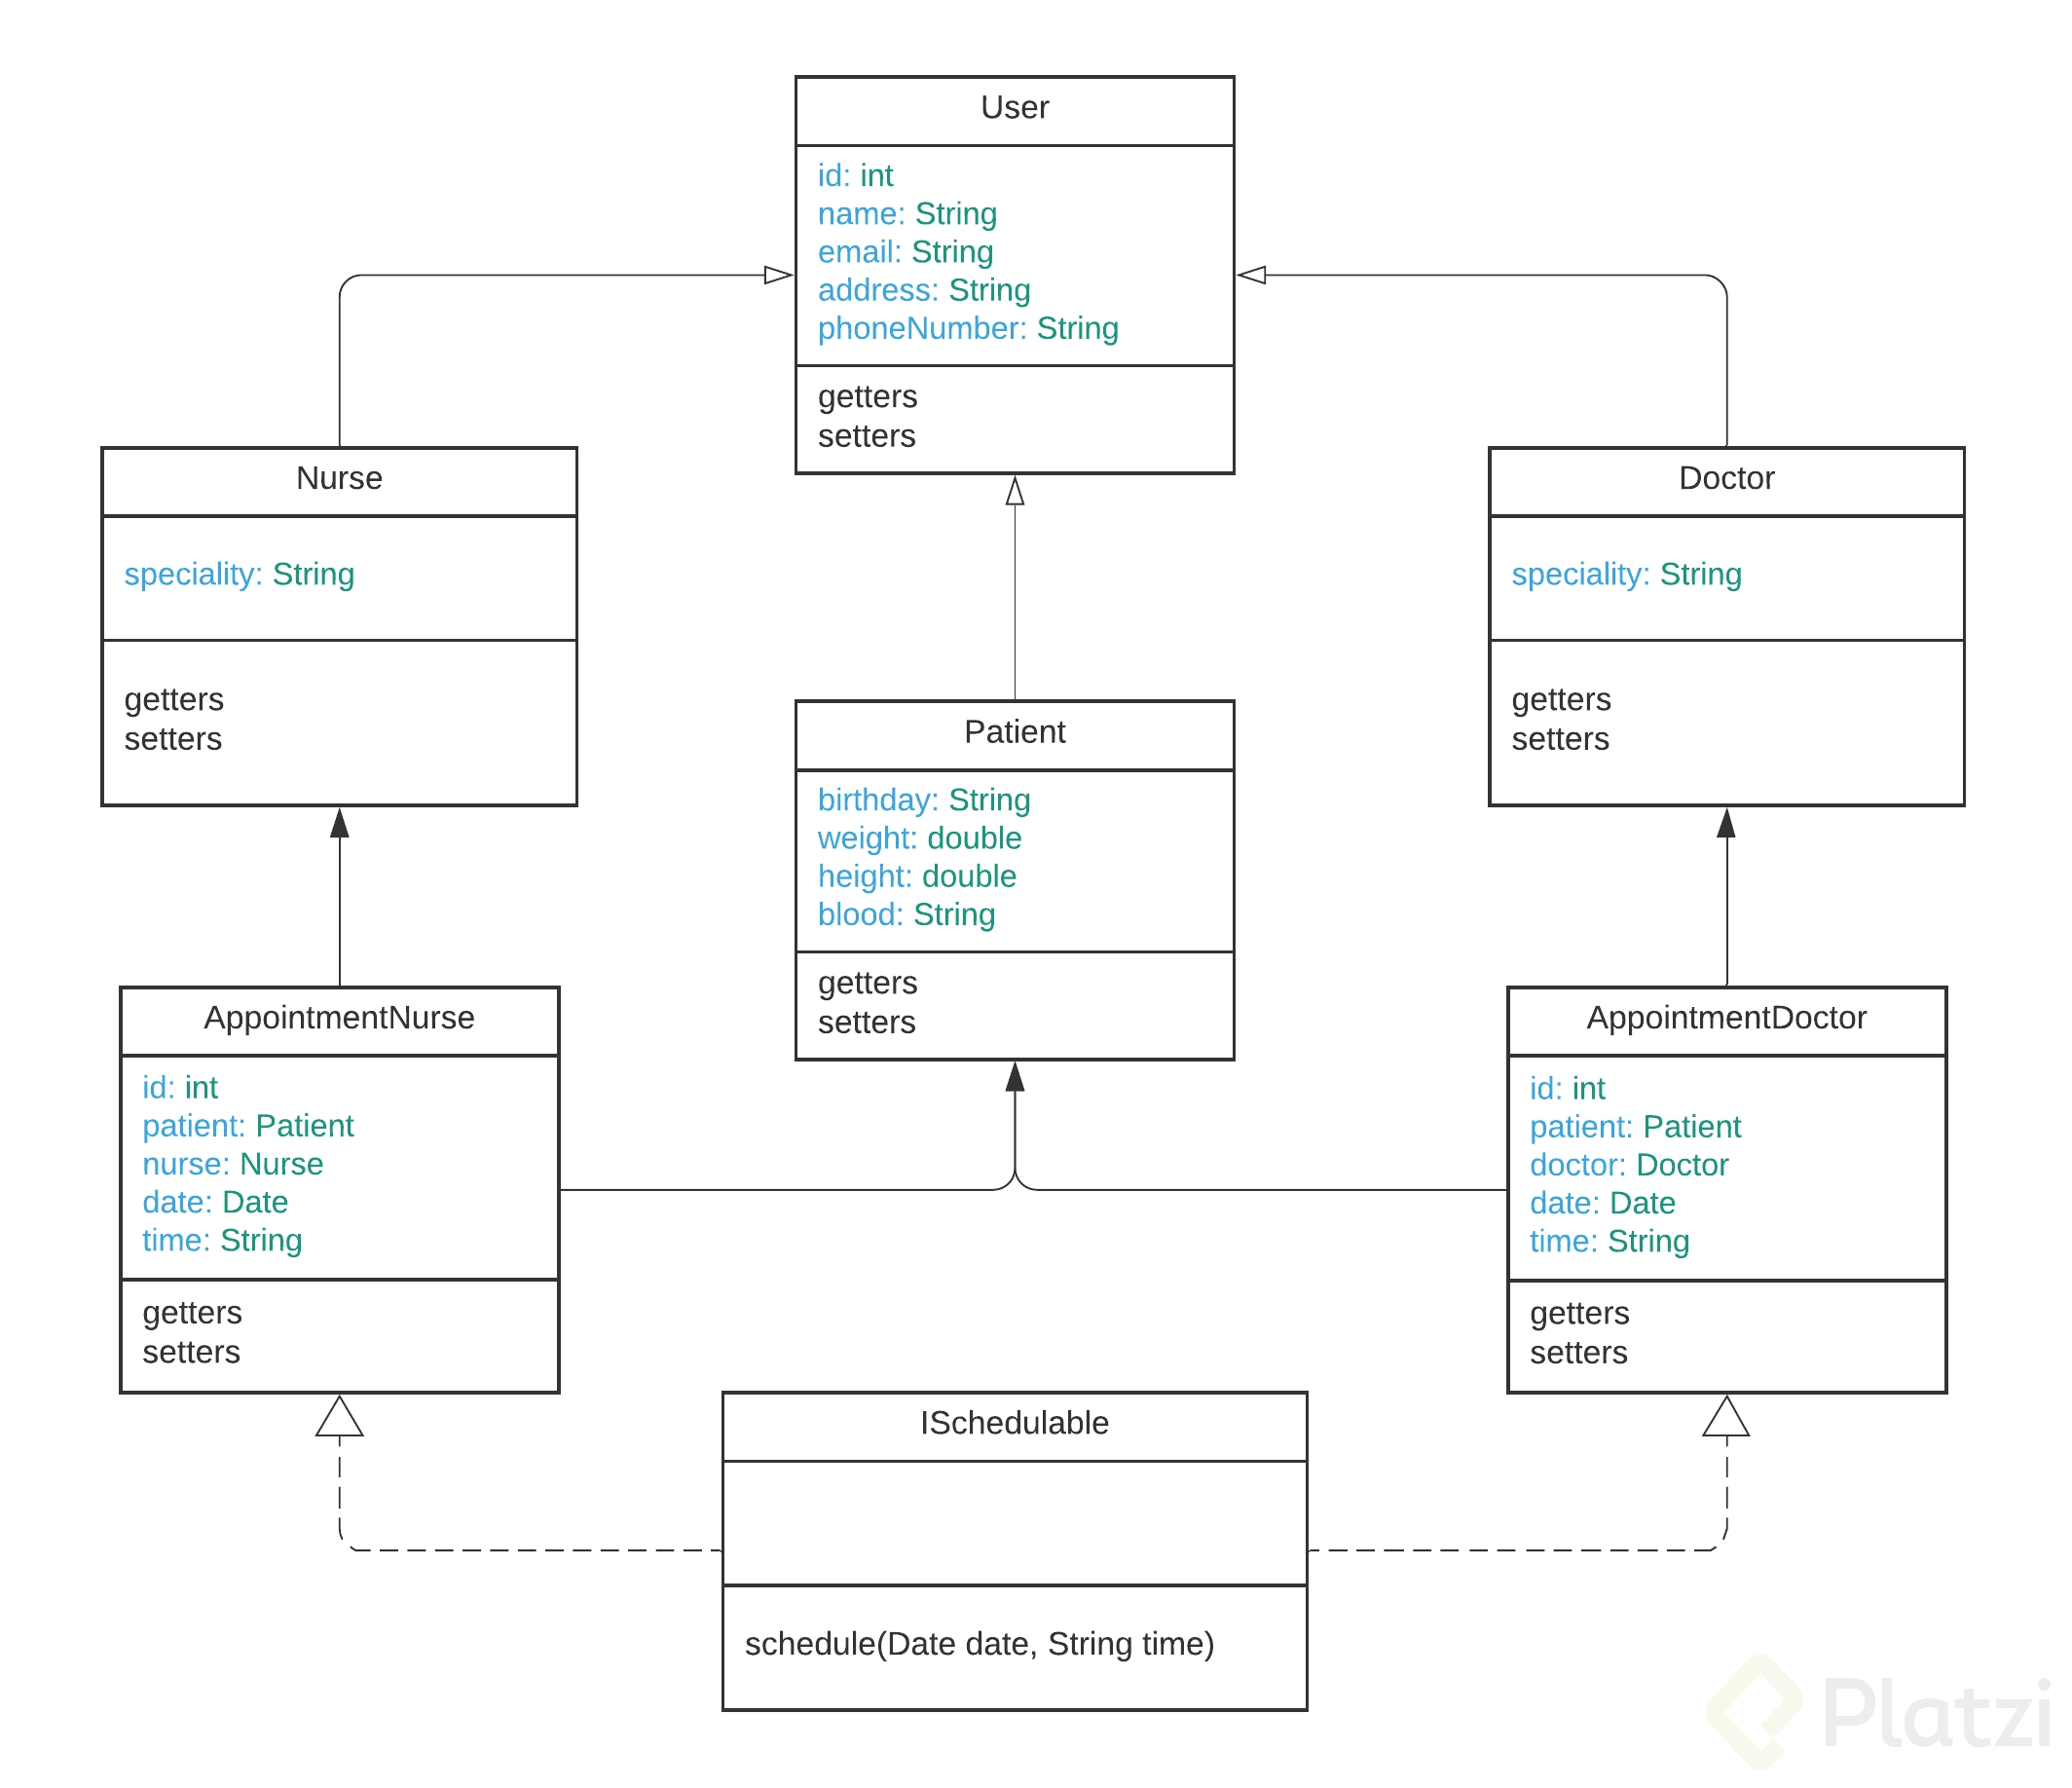 User
id: int
name: String
email: String
address: String
phoneNumber: String
getters
setters
Nurse
speciality: String
getters
setters
Doctor
speciality: String
getters
setters
Patient
birthday: String
weight: double
height: double
blood: String
getters
setters
AppointmentNurse
id: int
patient: Patient
nurse: Nurse
date: Date
time: String
getters
setters
AppointmentDoctor
id: int
patient: Patient
doctor: Doctor
date: Date
time: String
getters
setters
ISchedulable
schedule(Date date, String time)
Platzi